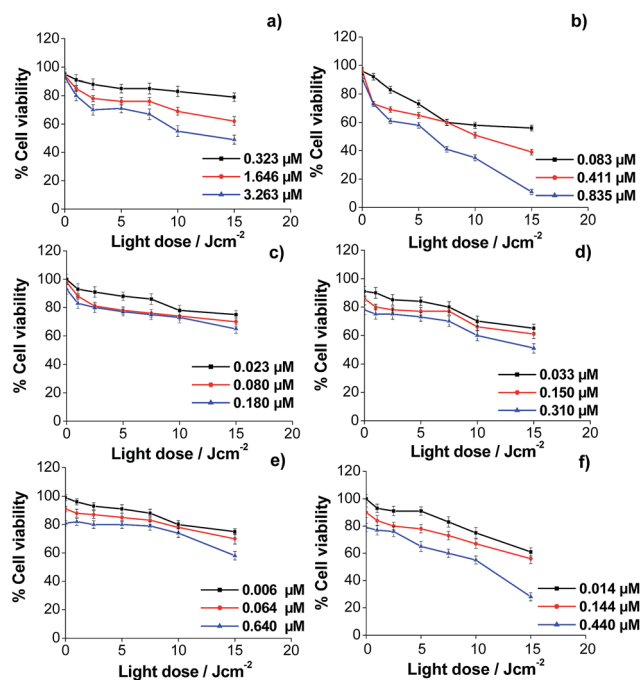 a)
% Cell viability
120
100
80
60
40
20
0
0.323 µM
1.646 µM
3.263 µM
0 5 10 15 20
Light dose / Jcm-2
b)
% Cell viability
120
100
80
60
40
20
0
0.083 µM
0.411 µM
0.835 µM
0 5 10 15 20
Light dose / Jcm-2
c)
% Cell viability
120
100
80
60
40
20
0
0.023 µM
0.080 µM
0.180 µM
0 5 10 15 20
Light dose / Jcm-2
d)
% Cell viability
120
100
80
60
40
20
0
0.033 µM
0.150 µM
0.310 µM
0 5 10 15 20
Light dose / Jcm-2
e)
% Cell viability
120
100
80
60
40
20
0
0.006 µM
0.064 µM
0.640 µM
0 5 10 15 20
Light dose / Jcm-2
f)
% Cell viability
120
100
80
60
40
20
0
0.014 µM
0.144 µM
0.440 µM
0 5 10 15 20
Light dose / Jcm-2